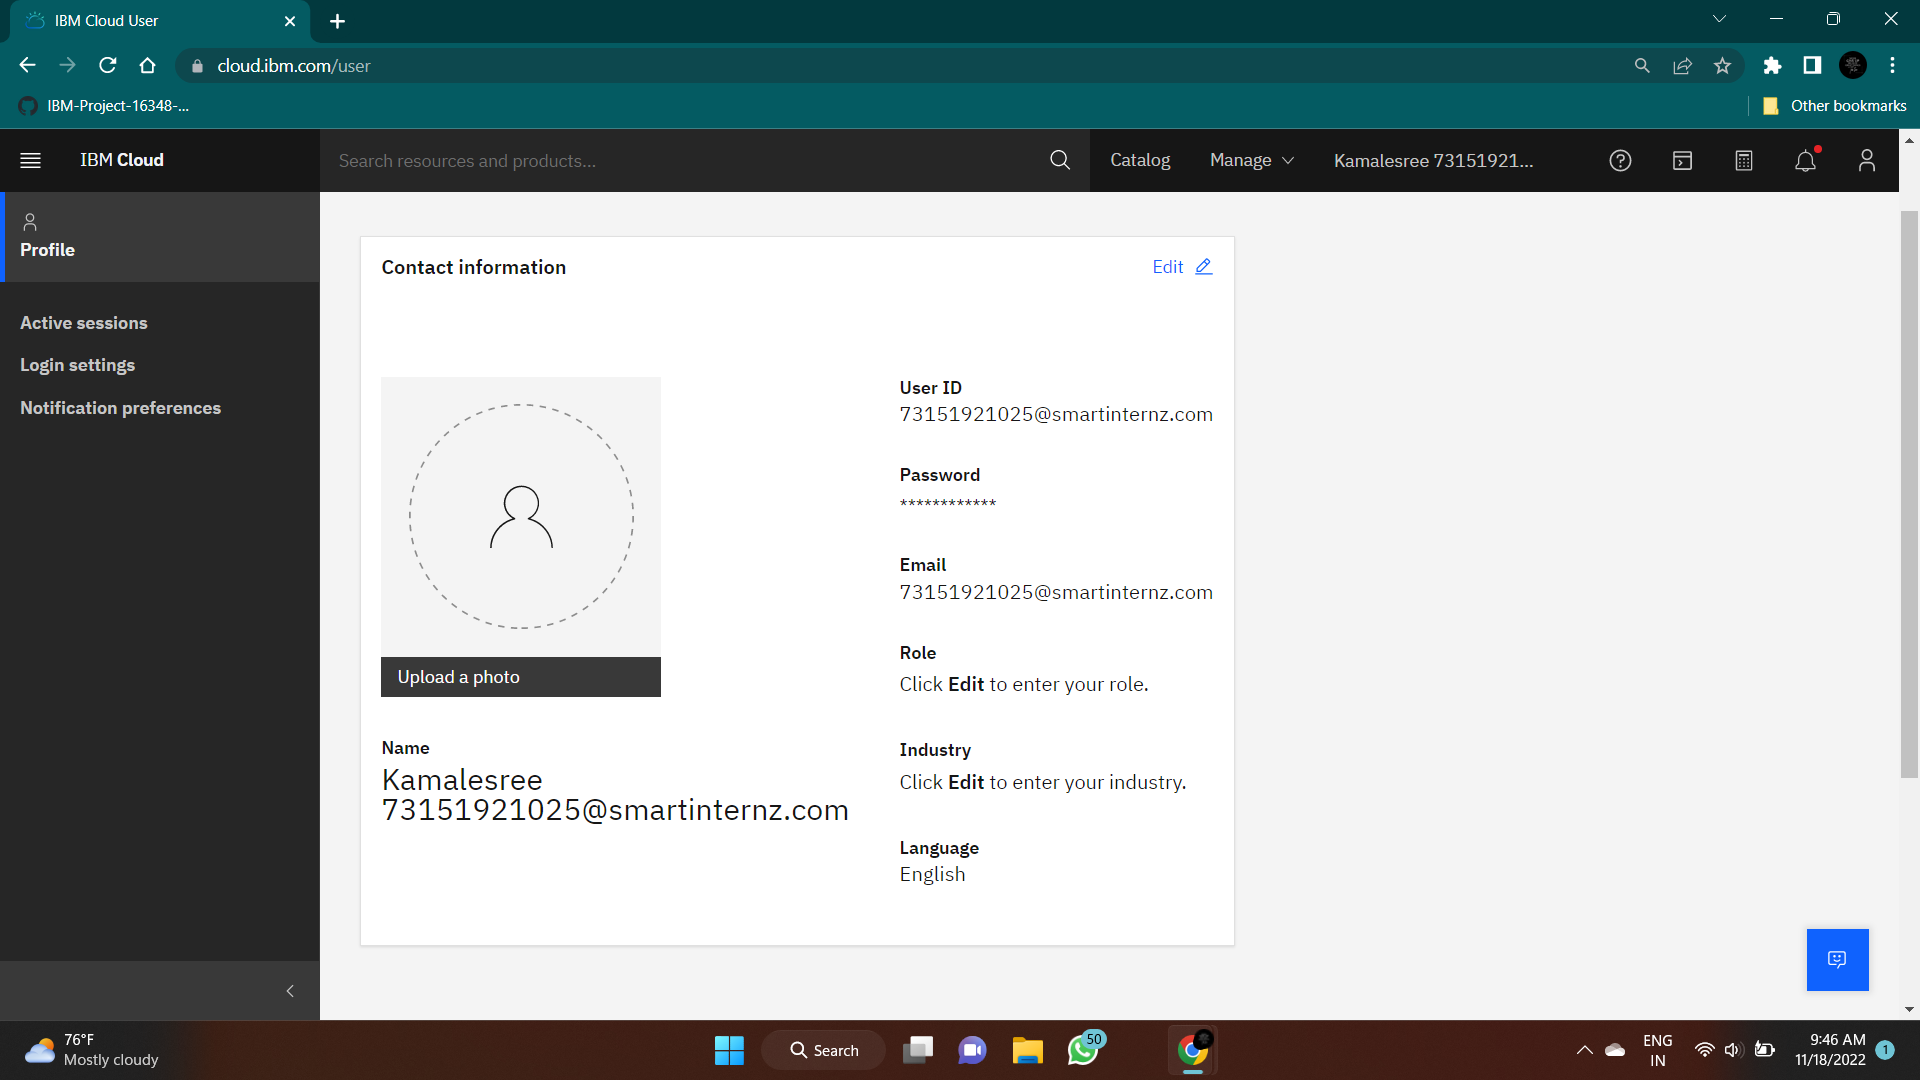 IBM Cloud User
cloud.ibm.com/user
IBM-Project-16348-...
Other bookmarks
IBM Cloud
Search resources and products...
Catalog
Manage
Kamalesree 73151921...
Profile
Active sessions
Login settings
Notification preferences
Contact information
Edit
Upload a photo
Name
Kamalesree
73151921025@smartinternz.com
User ID
73151921025@smartinternz.com
Password
************
Email
73151921025@smartinternz.com
Role
Click Edit to enter your role.
Industry
Click Edit to enter your industry.
Language
English
76°F
Mostly cloudy
Search
50
ENG
IN
9:46 AM
11/18/2022
1